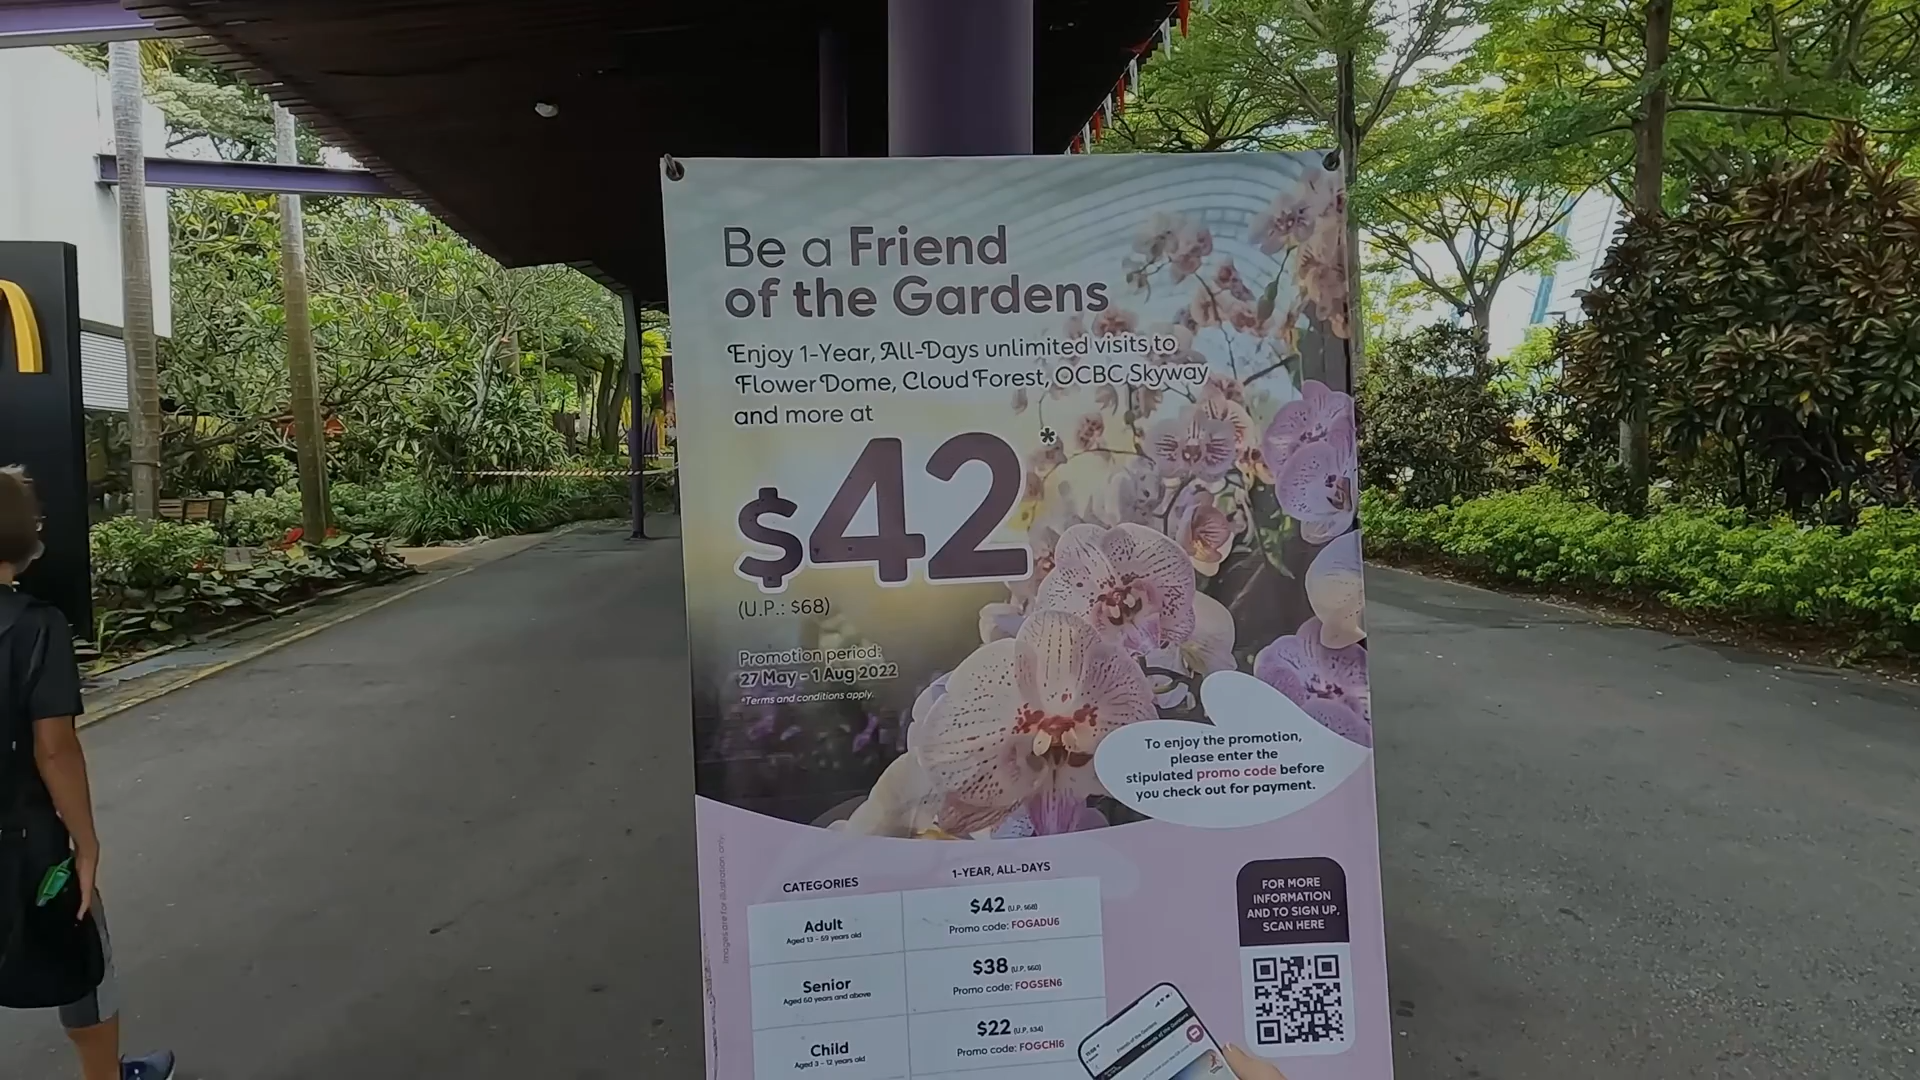 Be a Friend
of the Gardens
Enjoy 1-Year, All-Days unlimited visits to
Flower Dome, Cloud Forest, OCBC Skyway
and more at
$42*
(U.P.: $68)
Promotion period:
27 May - 1 Aug 2022
*Terms and conditions apply.
To enjoy the promotion,
please enter the
stipulated promo code before
you check out for payment.
Images are for illustration only.
CATEGORIES
1-YEAR, ALL-DAYS
Adult
Aged 13 - 59 years old
$42 (U.P. $68)
Promo code: FOGADU6
Senior
Aged 60 years and above
$38 (U.P. $60)
Promo code: FOGSEN6
Child
Aged 3 - 12 years old
$22 (U.P. $34)
Promo code: FOGCHI6
FOR MORE
INFORMATION
AND TO SIGN UP,
SCAN HERE